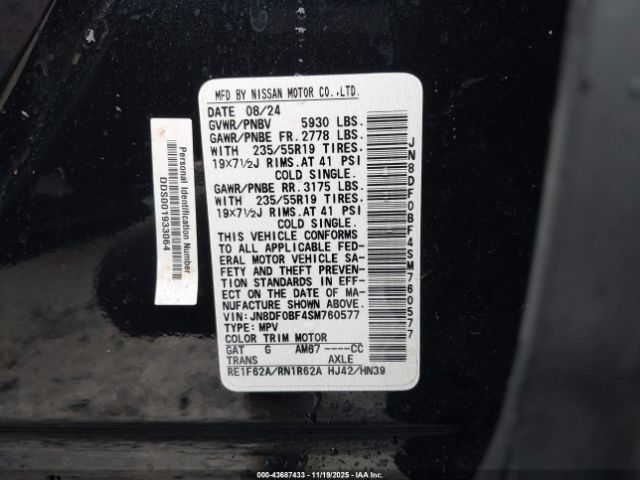 MFD BY NISSAN MOTOR CO.,LTD.
DATE 08/24
GVWR/PNBV 5930 LBS.
GAWR/PNBE FR. 2778 LBS.
WITH 235/55R19 TIRES.
19×7½J RIMS.AT 41 PSI
COLD SINGLE.
GAWR/PNBE RR. 3175 LBS.
WITH 235/55R19 TIRES.
19×7½J RIMS.AT 41 PSI
COLD SINGLE.
THIS VEHICLE CONFORMS
TO ALL APPLICABLE FED-
ERAL MOTOR VEHICLE SA-
FETY AND THEFT PREVEN-
TION STANDARDS IN EFF-
ECT ON THE DATE OF MA-
NUFACTURE SHOWN ABOVE.
VIN: JN8DF0BF4SM760577
TYPE: MPV
COLOR TRIM MOTOR
GAT G AM67 ----CC
TRANS AXLE
RE1F62A/RN1R62A HJ42/HN39
JN8DF0BF4SM760577
Personal Identification Number
DDS001933064
000-43687433 - 11/19/2025 - IAAI.COM